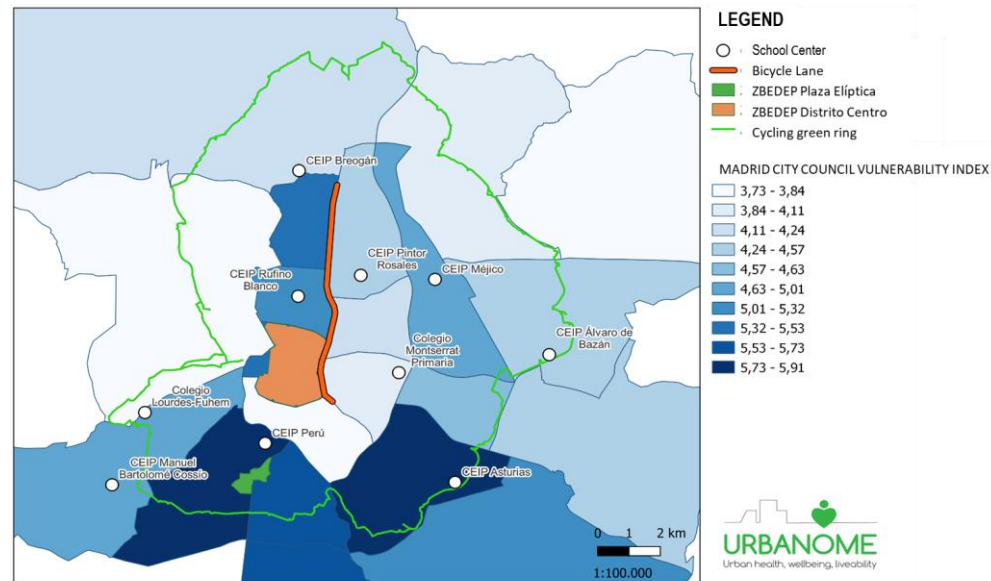 CEIP Breogán
CEIP Pintor
Rosales
CEIP Méjico
CEIP Rufino
Blanco
CEIP Álvaro de
Bazán
Colegio
Montserrat
Primaria
Colegio
Lourdes-Fuhem
CEIP Perú
CEIP Manuel
Bartolomé Cossio
CEIP Asturias
0 1 2 km
1:100.000
LEGEND
School Center
Bicycle Lane
ZBEDEP Plaza Elíptica
ZBEDEP Distrito Centro
Cycling green ring
MADRID CITY COUNCIL VULNERABILITY INDEX
3,73 - 3,84
3,84 - 4,11
4,11 - 4,24
4,24 - 4,57
4,57 - 4,63
4,63 - 5,01
5,01 - 5,32
5,32 - 5,53
5,53 - 5,73
5,73 - 5,91
URBANOME
Urban health, wellbeing, liveability